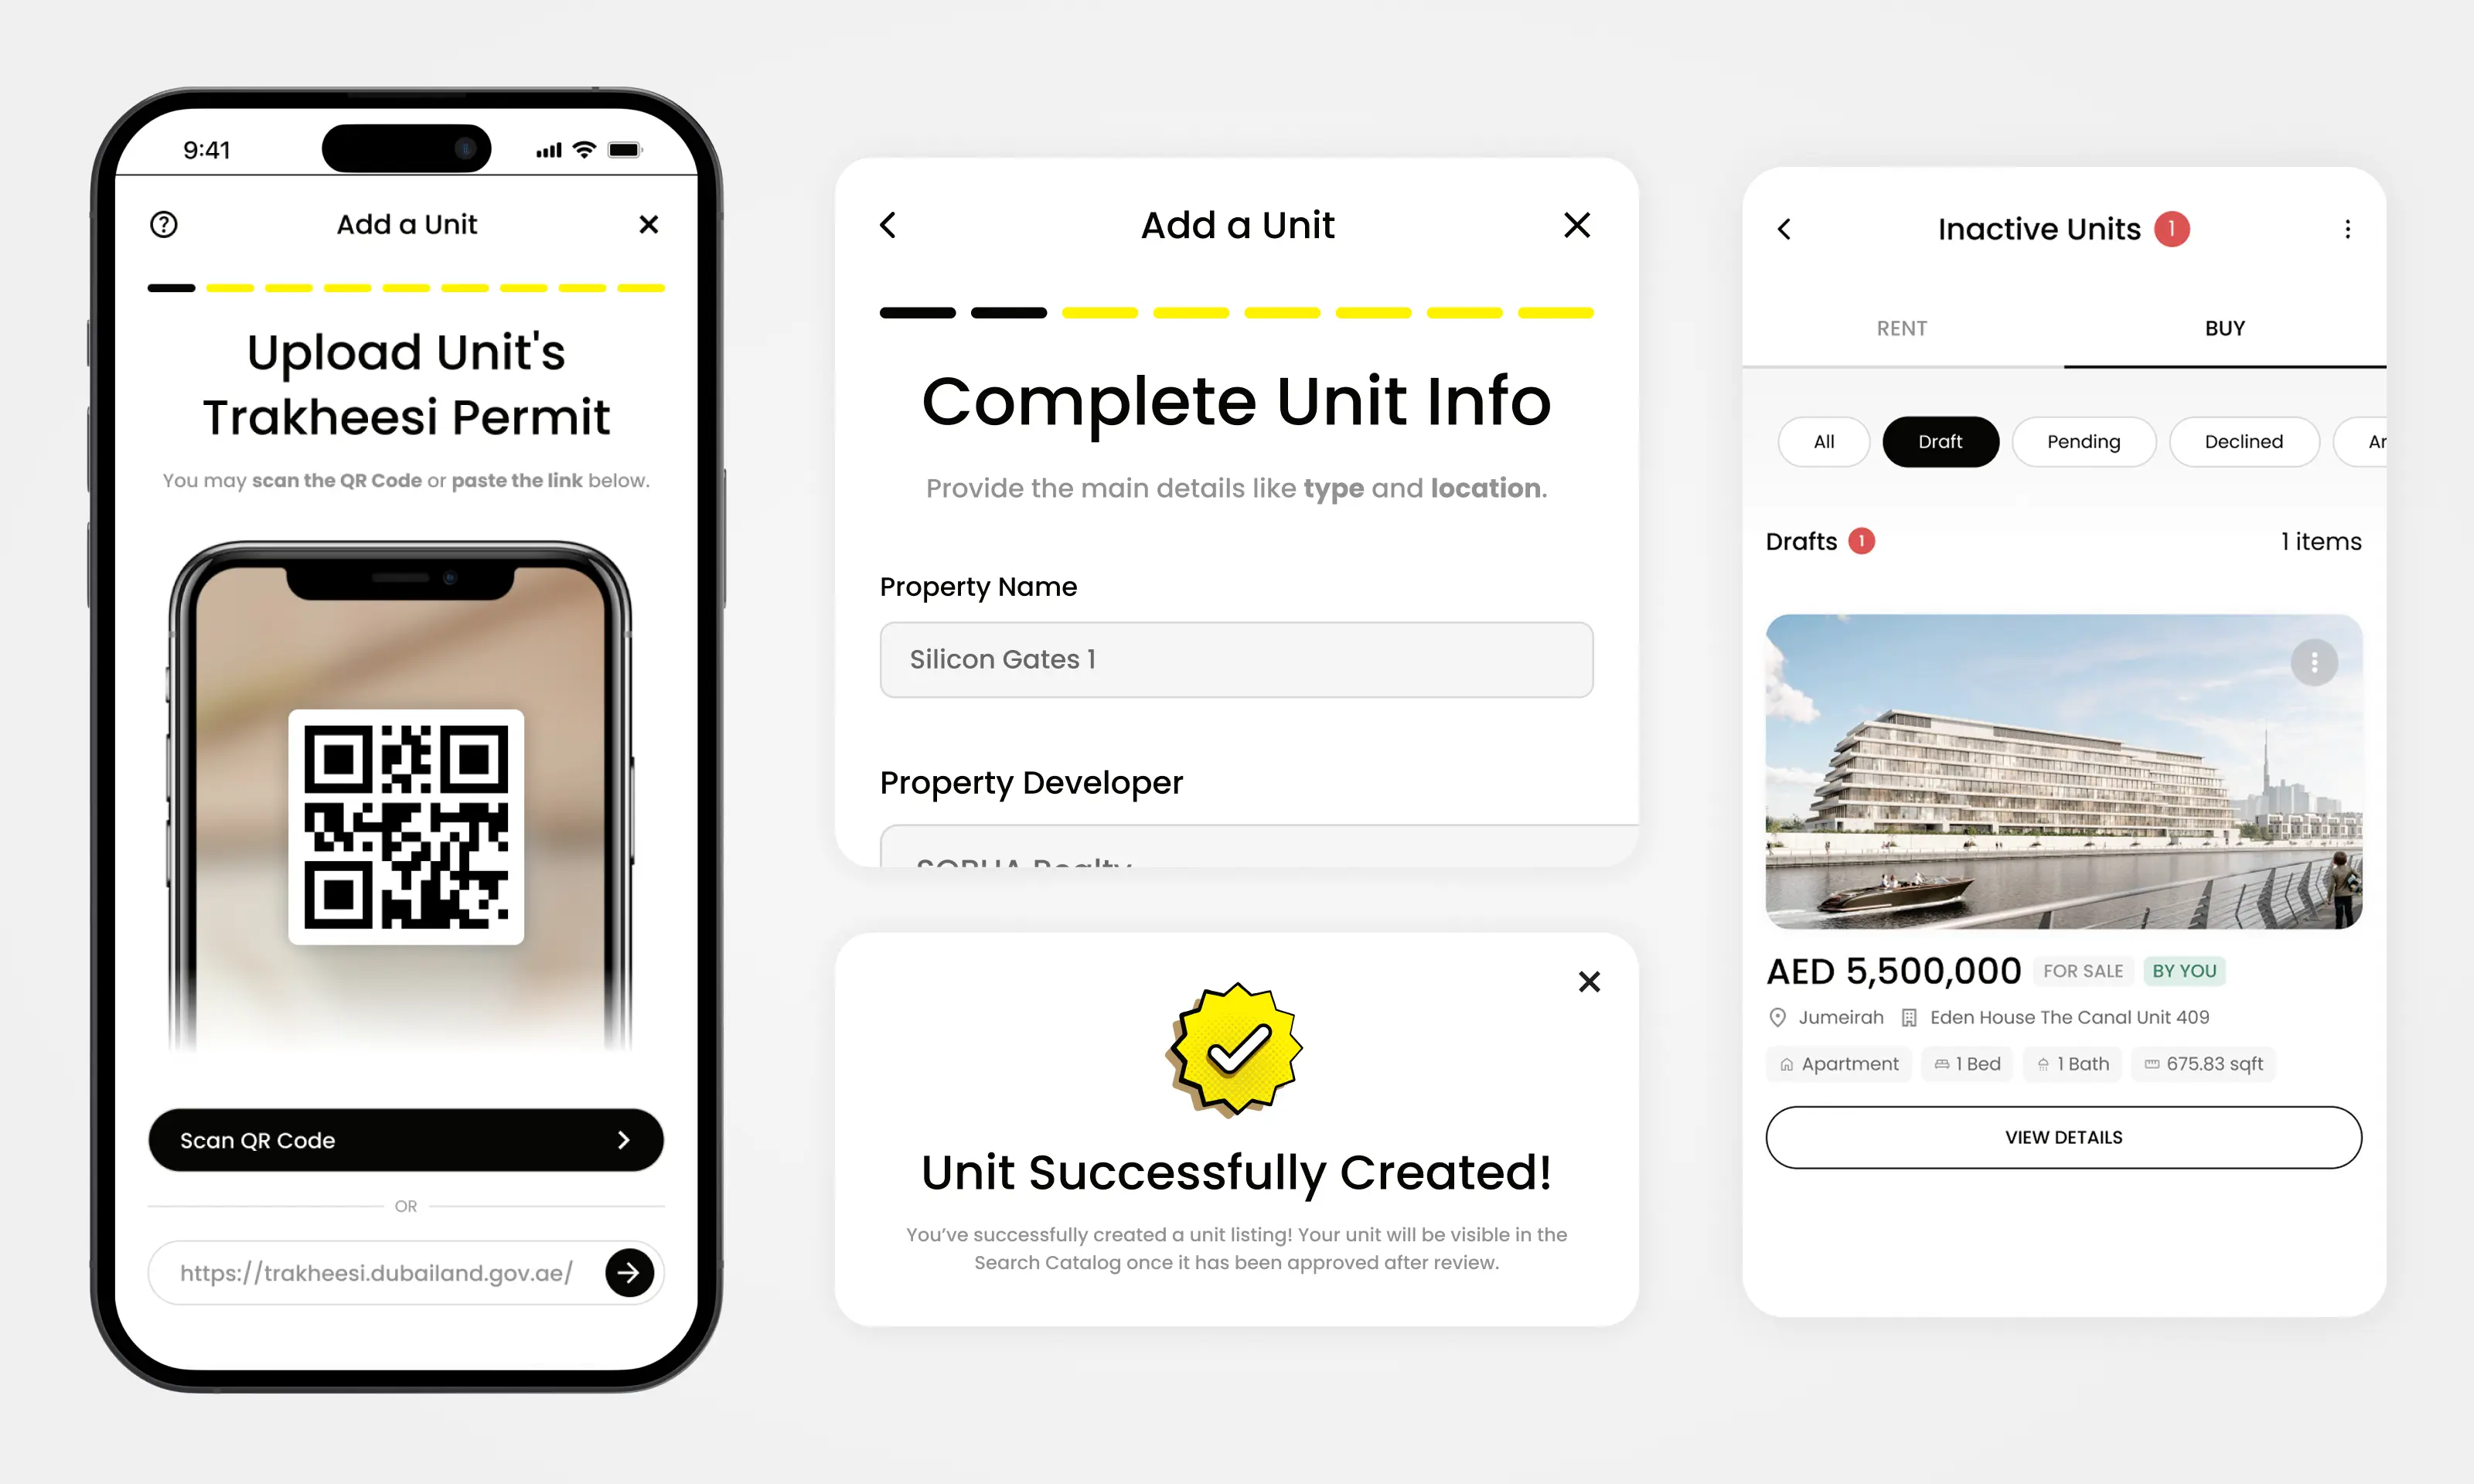 9:41
Add a Unit
Upload Unit's
Trakheesi Permit
You may scan the QR Code or paste the link below.
Scan QR Code
OR
https://trakheesi.dubailand.gov.ae/
Add a Unit
Complete Unit Info
Provide the main details like type and location.
Property Name
Silicon Gates 1
Property Developer
SOBHA Realty
Unit Successfully Created!
You've successfully created a unit listing! Your unit will be visible in the
Search Catalog once it has been approved after review.
Inactive Units 1
RENT BUY
All Draft Pending Declined Ar
Drafts 1 1 items
AED 5,500,000 FOR SALE BY YOU
Jumeirah Eden House The Canal Unit 409
Apartment 1 Bed 1 Bath 675.83 sqft
VIEW DETAILS